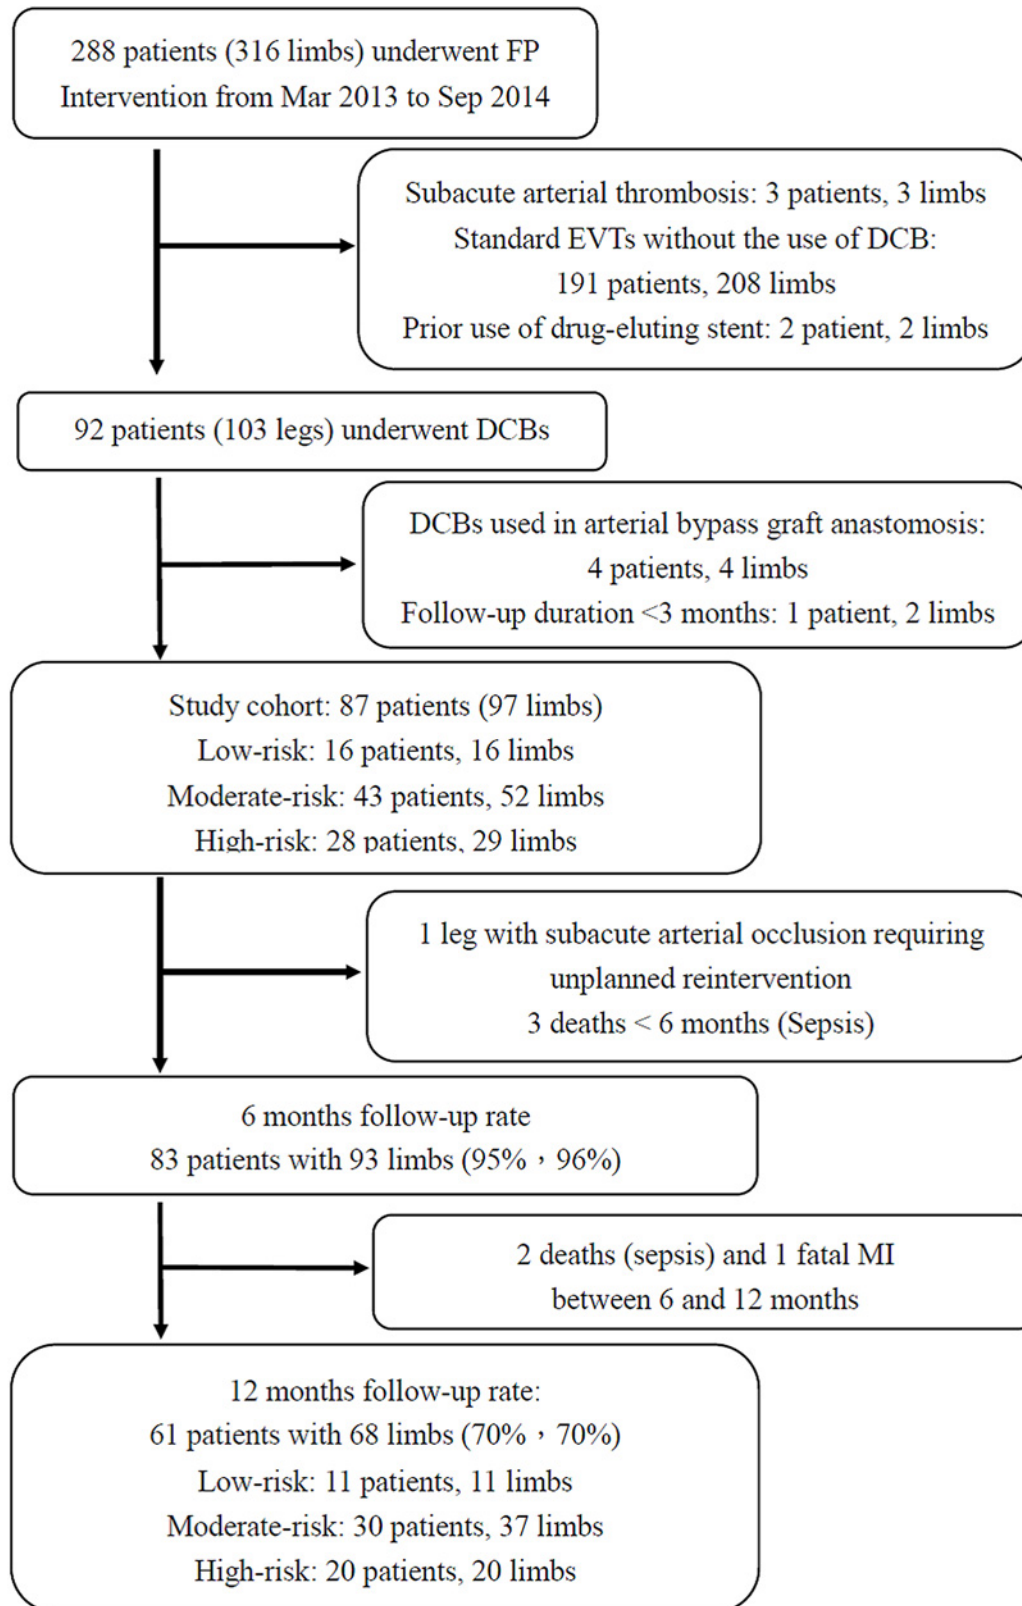 288 patients (316 limbs) underwent FP
Intervention from Mar 2013 to Sep 2014
Subacute arterial thrombosis: 3 patients, 3 limbs
Standard EVTs without the use of DCB:
191 patients, 208 limbs
Prior use of drug-eluting stent: 2 patient, 2 limbs
92 patients (103 legs) underwent DCBs
DCBs used in arterial bypass graft anastomosis:
4 patients, 4 limbs
Follow-up duration <3 months: 1 patient, 2 limbs
Study cohort: 87 patients (97 limbs)
Low-risk: 16 patients, 16 limbs
Moderate-risk: 43 patients, 52 limbs
High-risk: 28 patients, 29 limbs
1 leg with subacute arterial occlusion requiring
unplanned reintervention
3 deaths < 6 months (Sepsis)
6 months follow-up rate
83 patients with 93 limbs (95%，96%)
2 deaths (sepsis) and 1 fatal MI
between 6 and 12 months
12 months follow-up rate:
61 patients with 68 limbs (70%，70%)
Low-risk: 11 patients, 11 limbs
Moderate-risk: 30 patients, 37 limbs
High-risk: 20 patients, 20 limbs